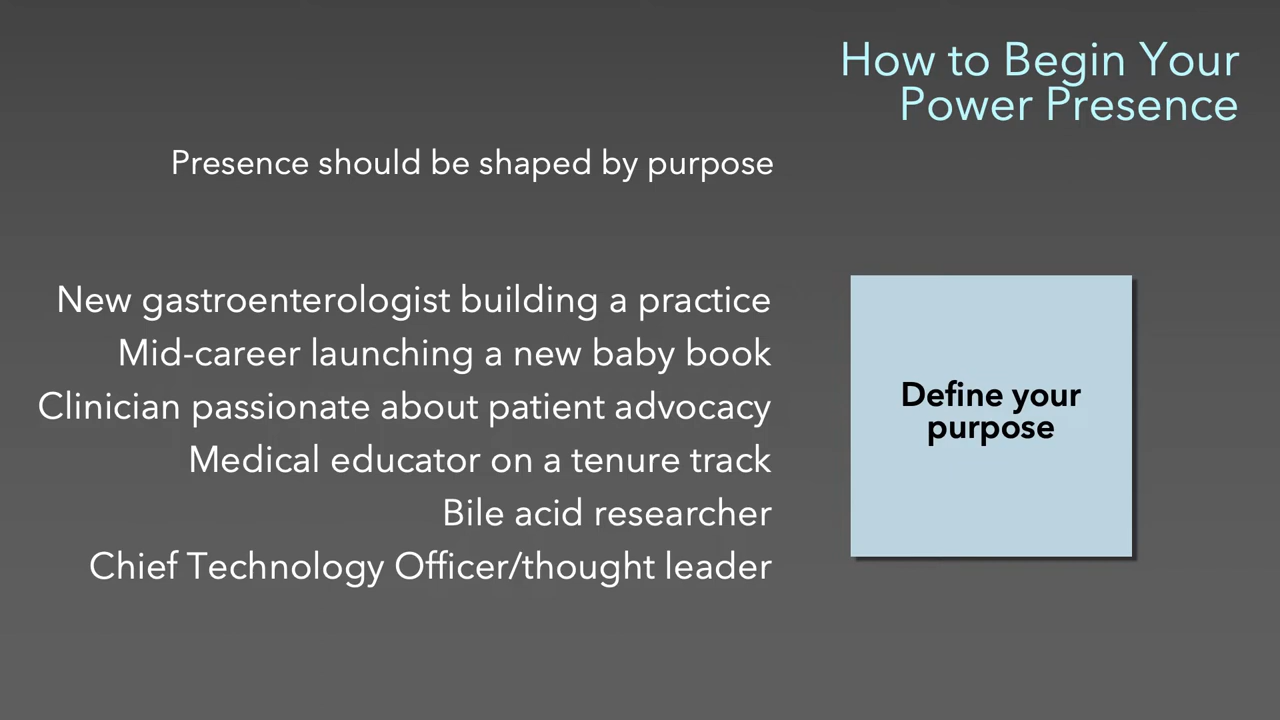 How to Begin Your
Power Presence
Presence should be shaped by purpose
New gastroenterologist building a practice
Mid-career launching a new baby book
Clinician passionate about patient advocacy
Medical educator on a tenure track
Bile acid researcher
Chief Technology Officer/thought leader
Define your
purpose